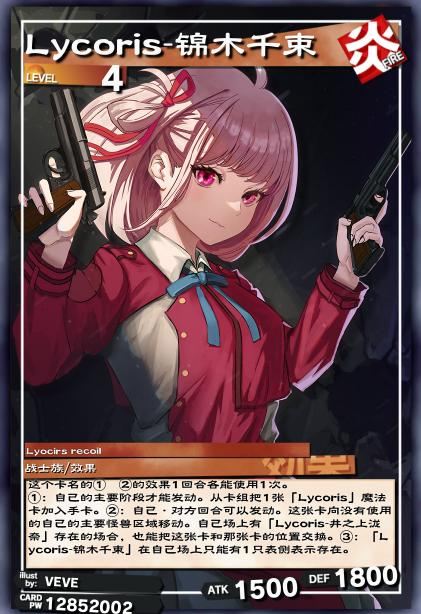 Lycoris-锦木千束
炎
FIRE
LEVEL 4
Lyocirs recoil
战士族/效果
效果
这个卡名的①　②的效果1回合各能使用1次。
①：自己的主要阶段才能发动。从卡组把1张「Lycoris」魔法
卡加入手卡。②：自己·对方回合可以发动。这张卡向没有使用
的自己的主要怪兽区域移动。自己场上有「Lycoris-井之上泷
奈」存在的场合，也能把这张卡和那张卡的位置交换。③：「L
ycoris-锦木千束」在自己场上只能有1只表侧表示存在。
illust by: VEVE
ATK 1500 DEF 1800
CARD PW 12852002